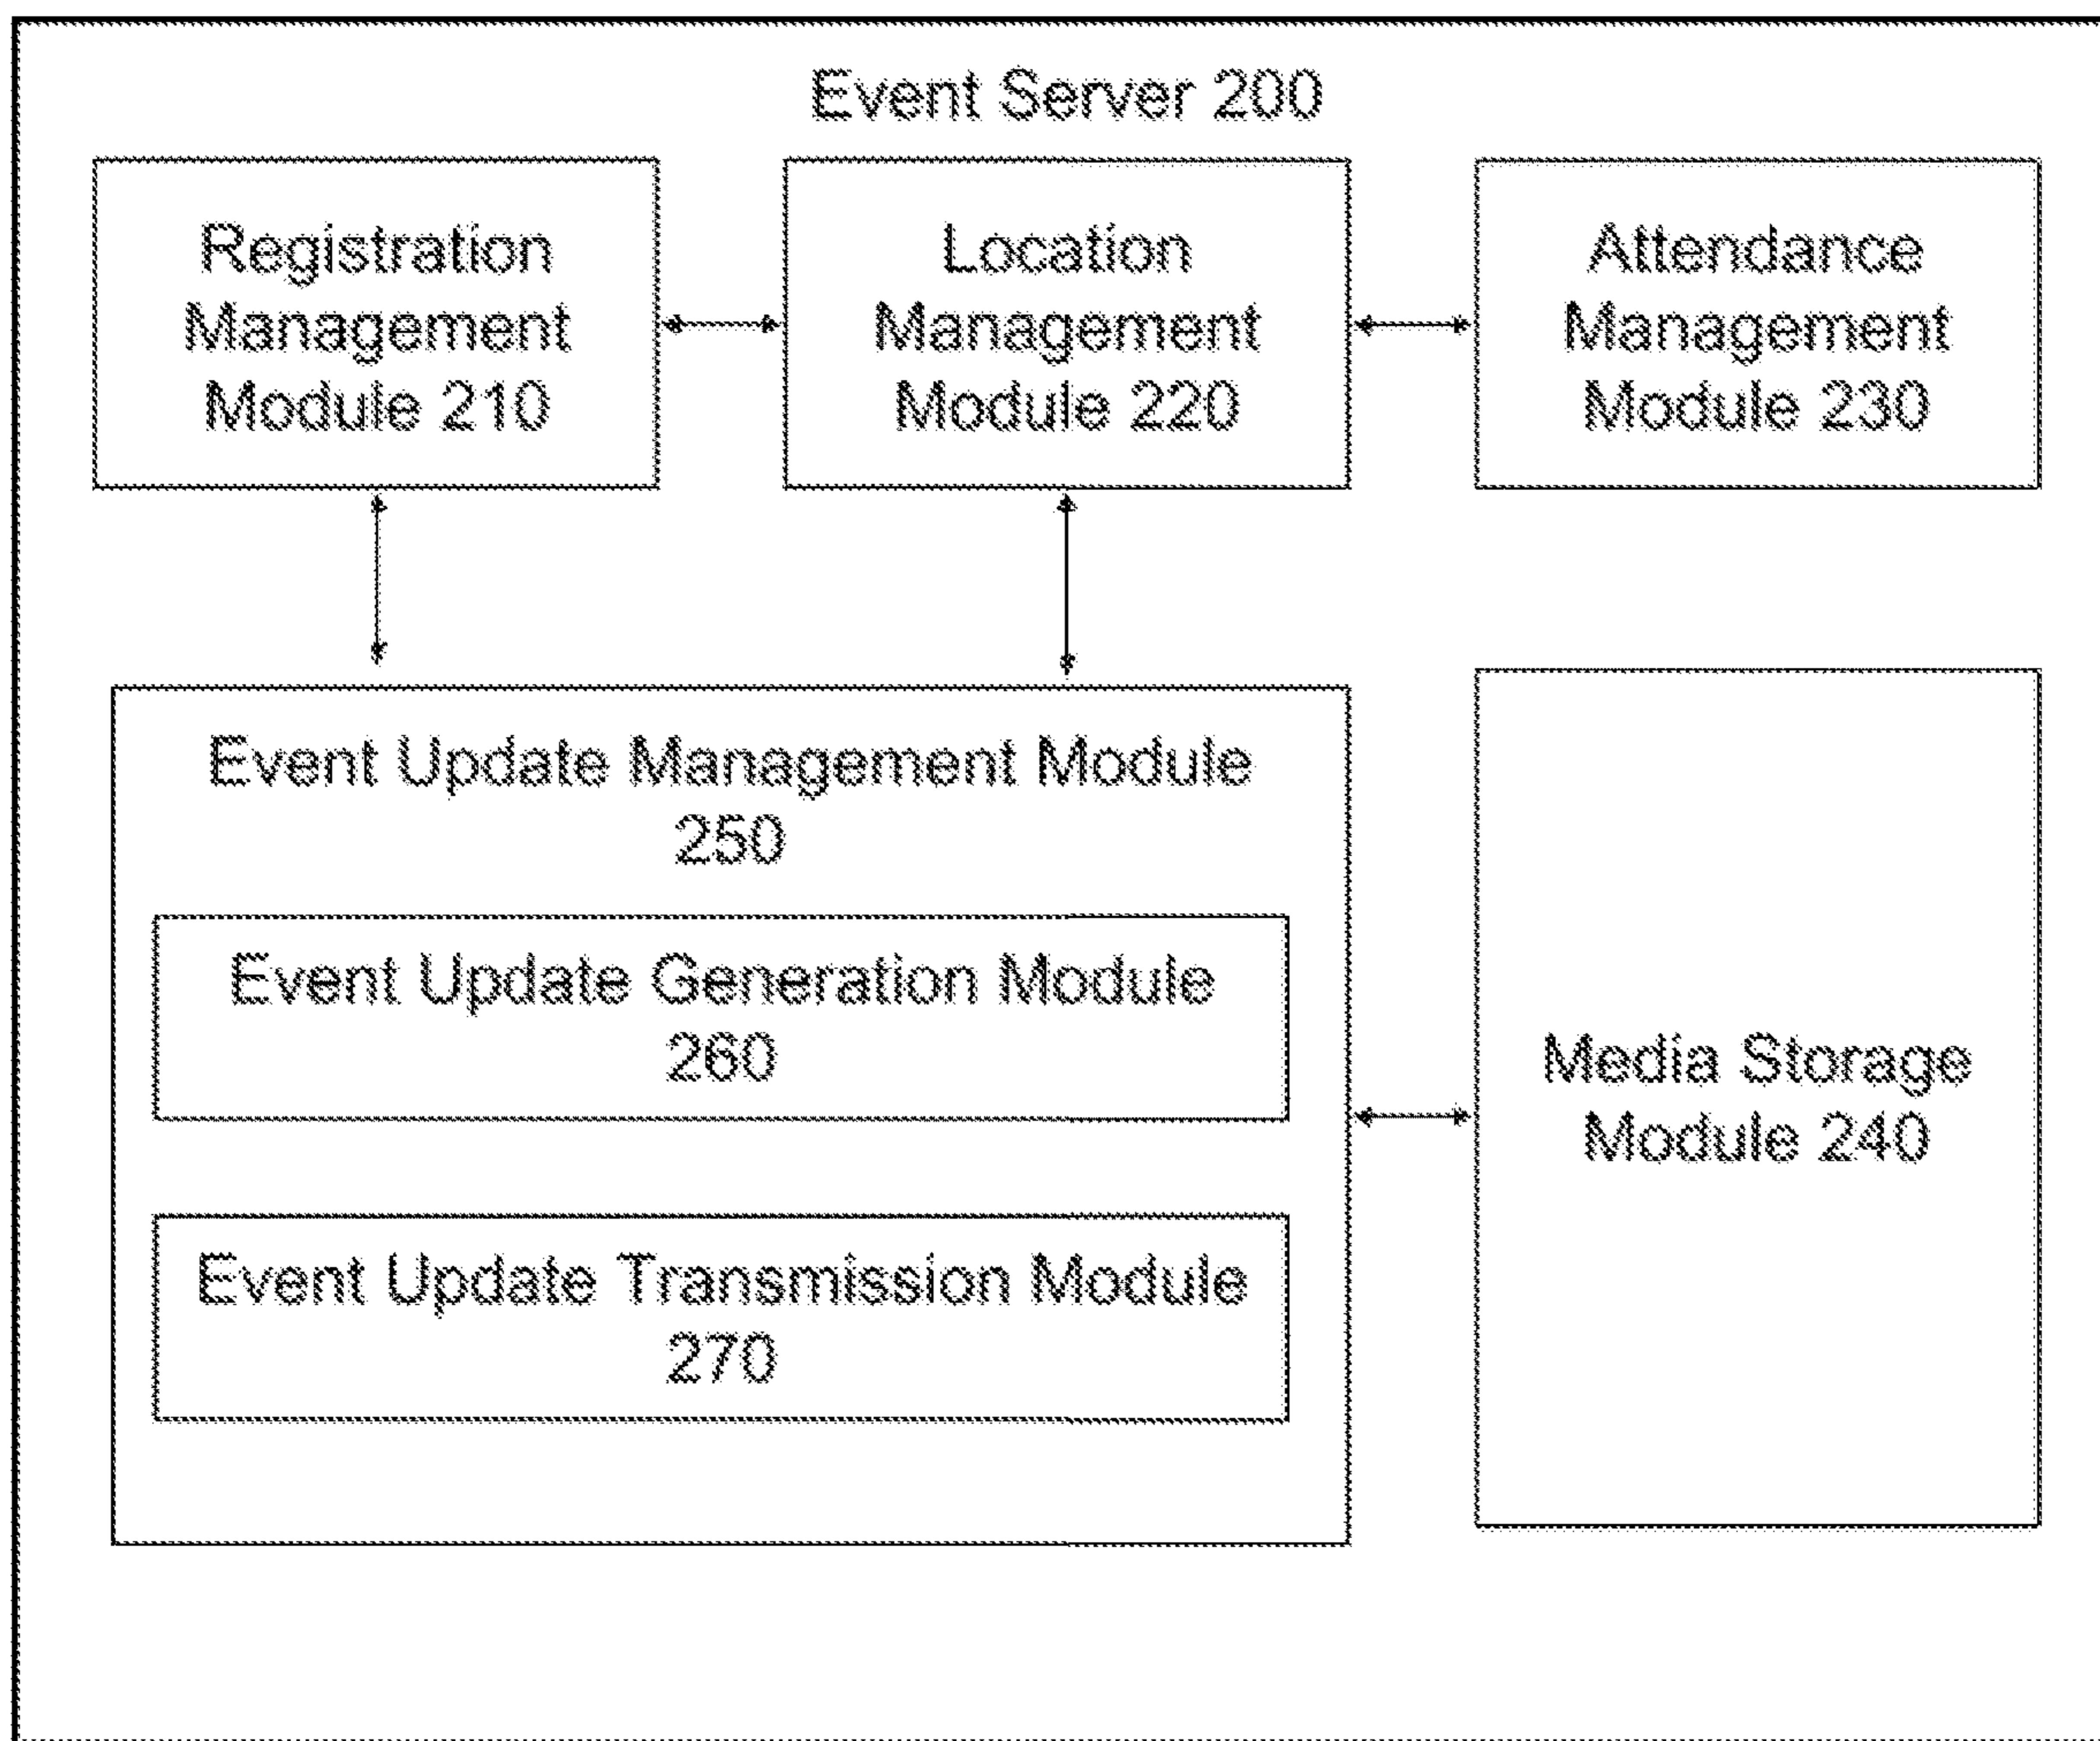 Event Server 200
Registration
Management
Module 210
Location
Management
Module 220
Attendance
Management
Module 230
Event Update Management Module
250
Event Update Generation Module
260
Event Update Transmission Module
270
Media Storage
Module 240